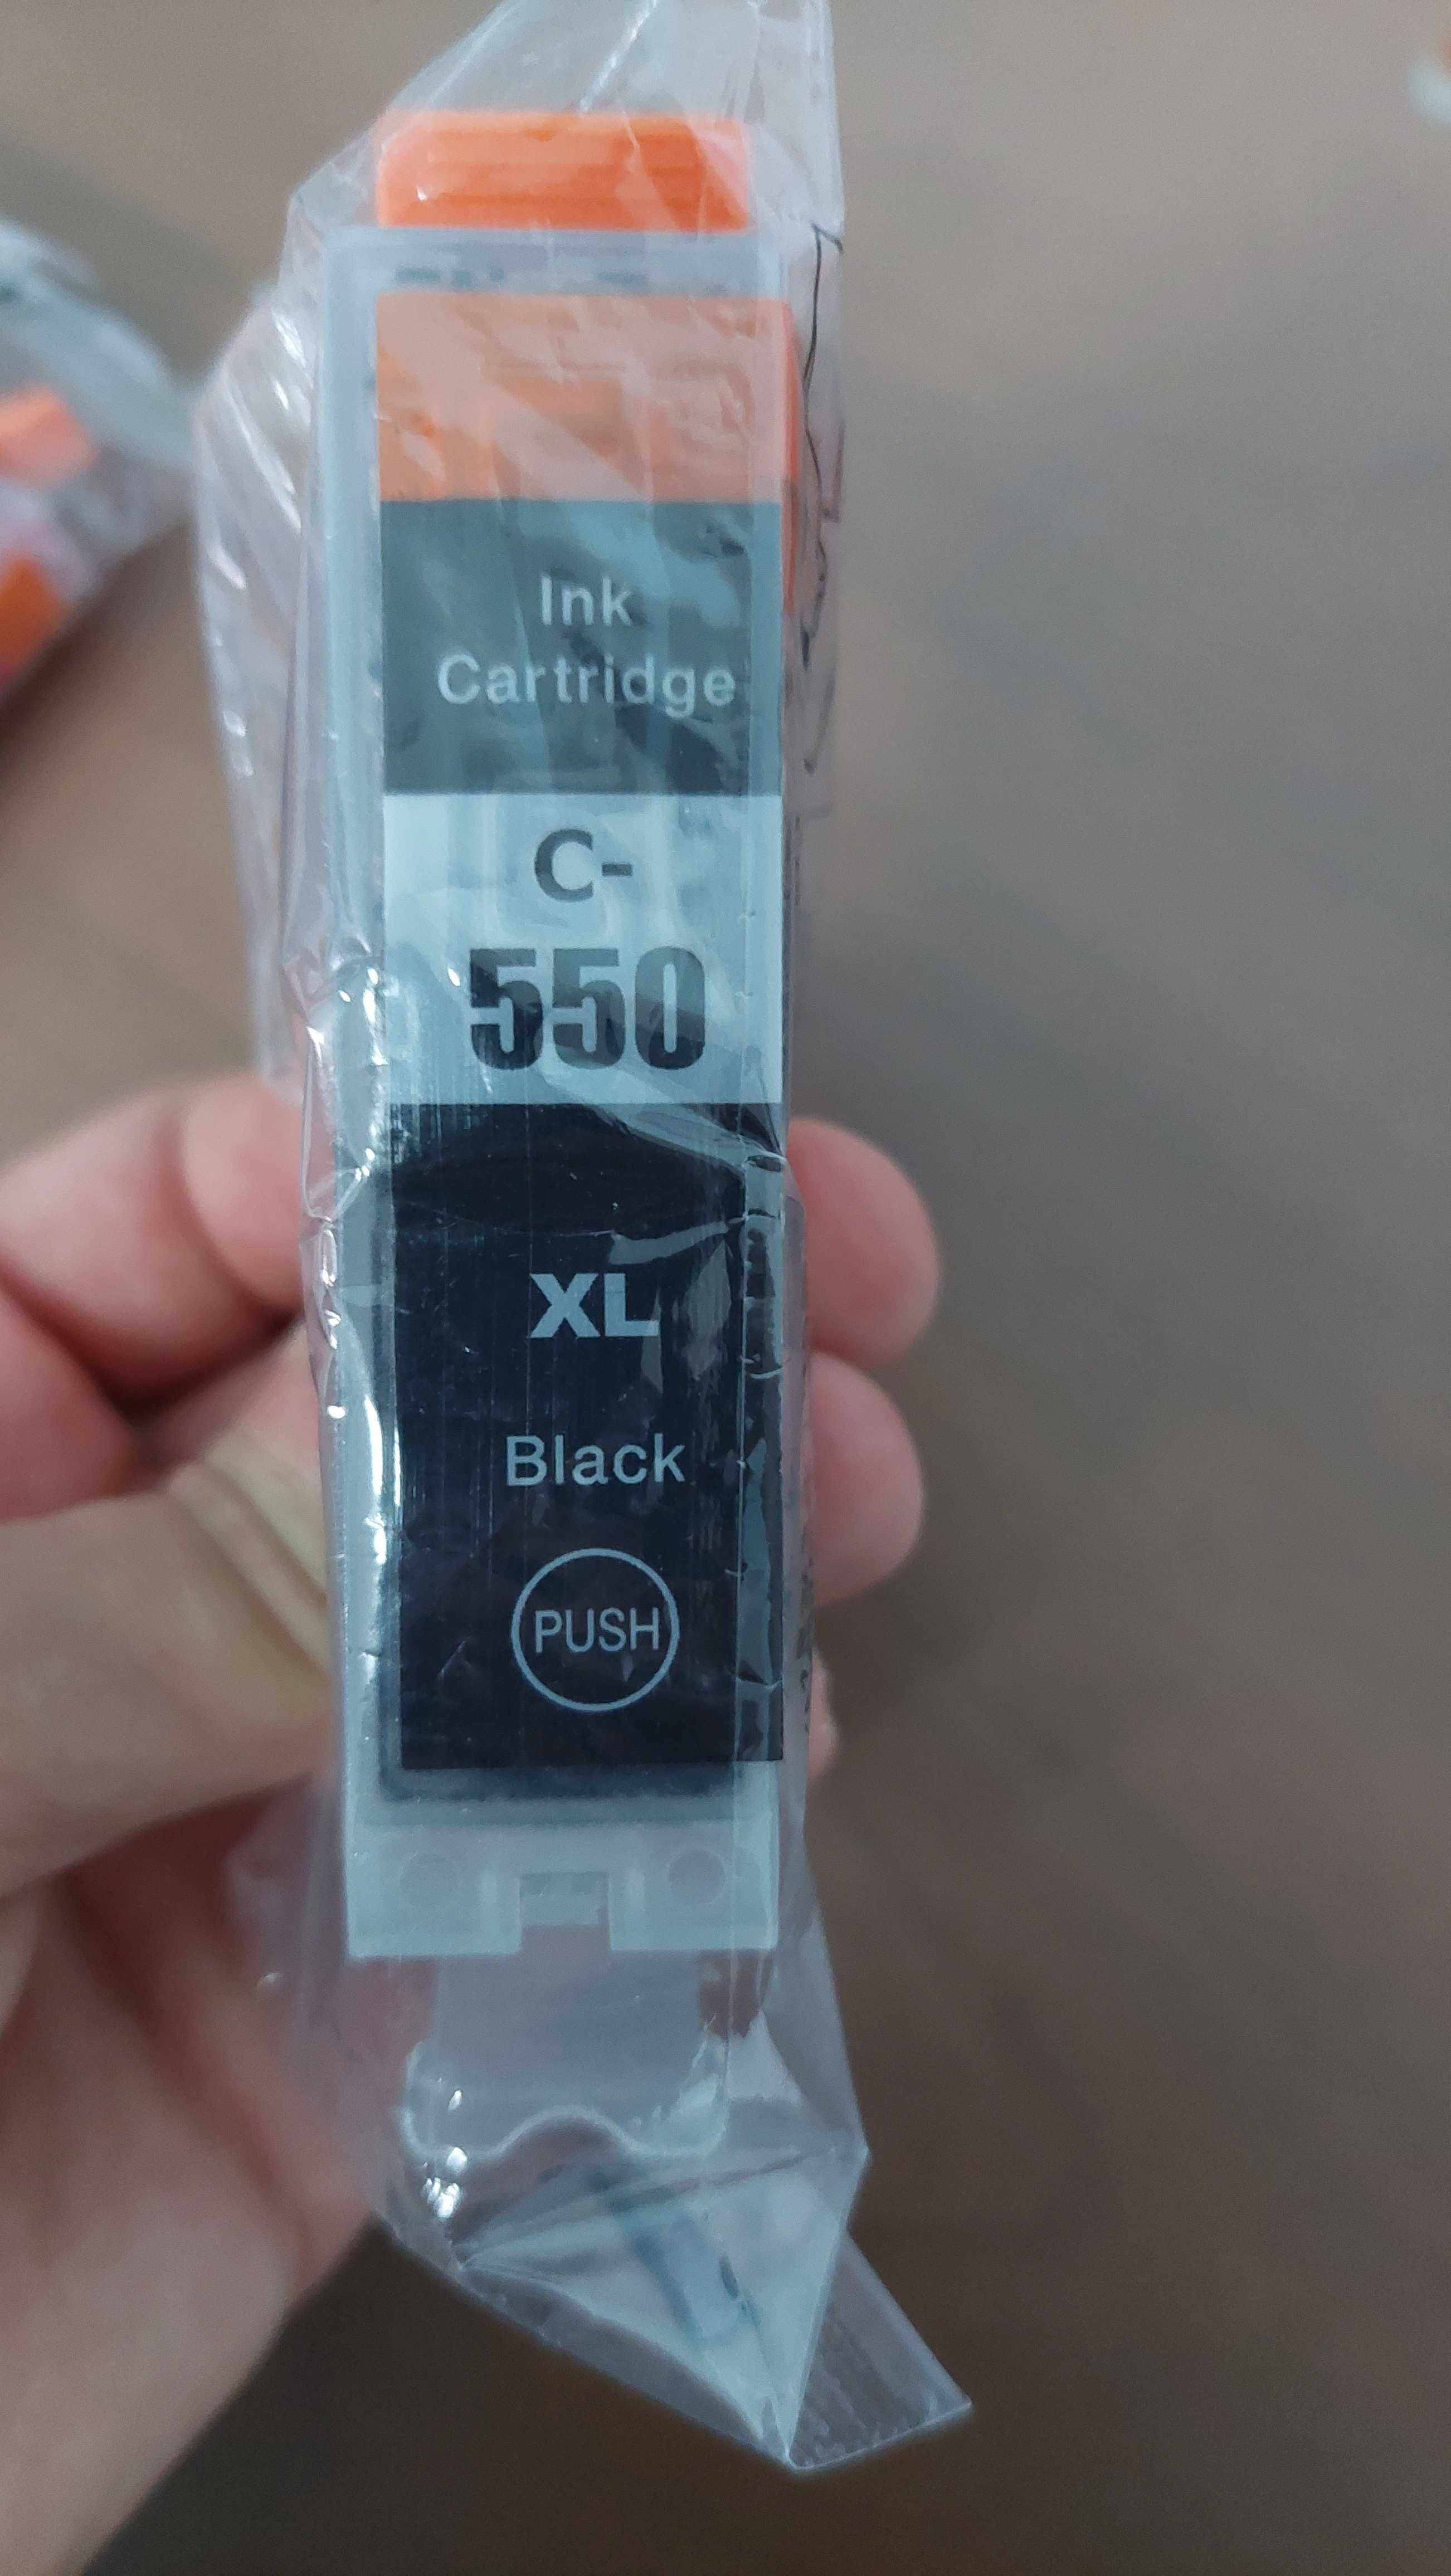 Ink
Cartridge
C-
550
XL
Black
PUSH